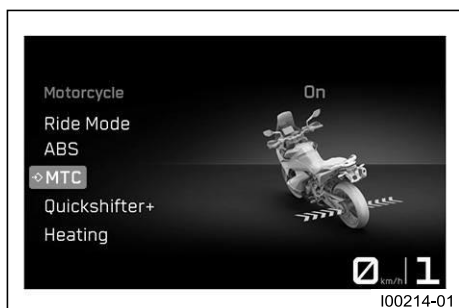 Motorcycle
On
Ride Mode
ABS
MTC
Quickshifter+
Heating
0 km/h 1
I00214-01